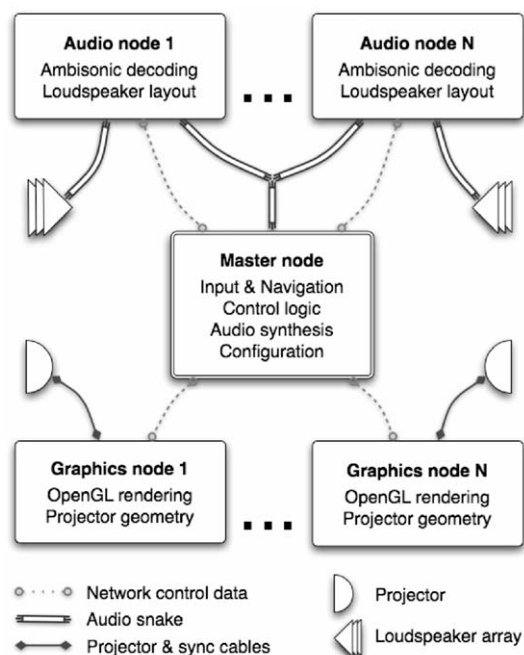 Audio node 1
Ambisonic decoding
Loudspeaker layout
Audio node N
Ambisonic decoding
Loudspeaker layout
Master node
Input & Navigation
Control logic
Audio synthesis
Configuration
Graphics node 1
OpenGL rendering
Projector geometry
Graphics node N
OpenGL rendering
Projector geometry
Network control data
Audio snake
Projector & sync cables
Projector
Loudspeaker array